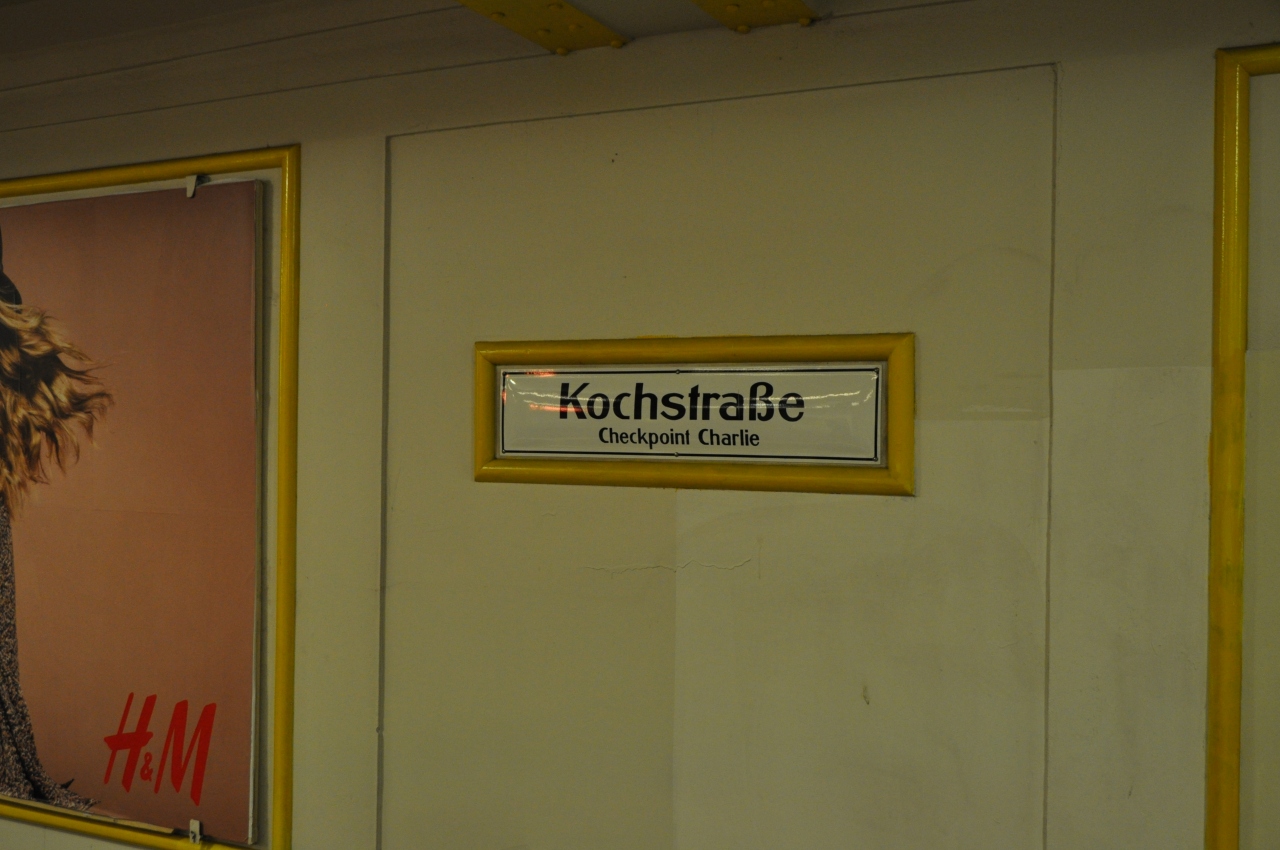 Kochstraße
Checkpoint Charlie
H&M